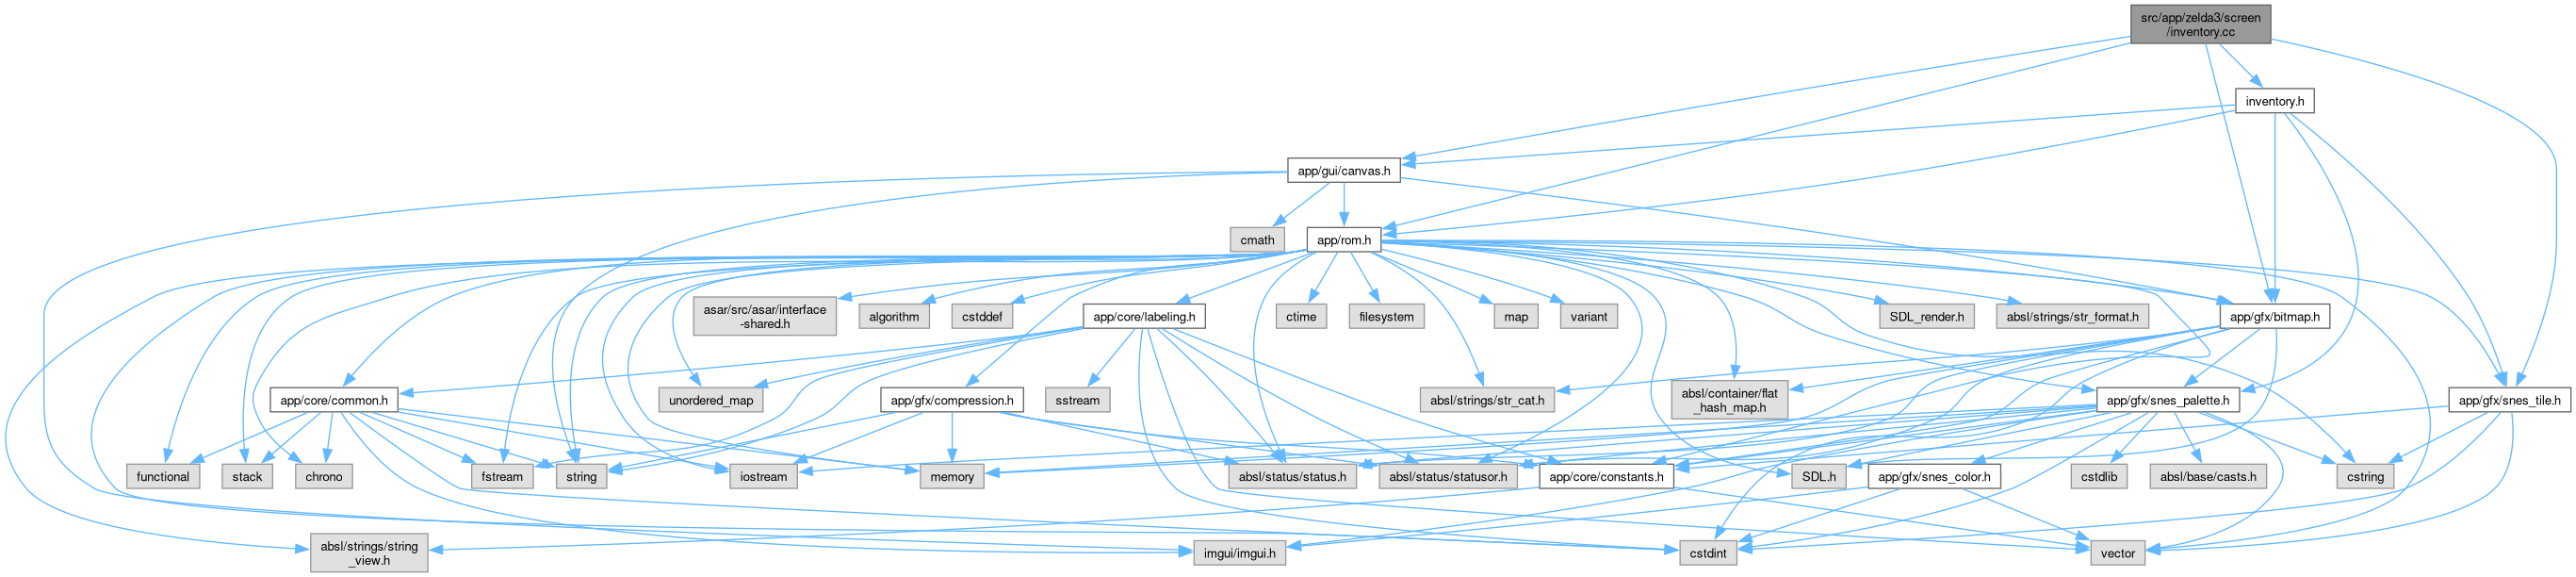 src/app/zelda3/screen
/inventory.cc
inventory.h
app/gui/canvas.h
cmath
app/rom.h
asar/src/asar/interface
-shared.h
algorithm
cstddef
app/core/labeling.h
ctime
filesystem
map
variant
SDL_render.h
absl/strings/str_format.h
app/gfx/bitmap.h
app/core/common.h
unordered_map
app/gfx/compression.h
sstream
absl/strings/str_cat.h
absl/container/flat
_hash_map.h
app/gfx/snes_palette.h
app/gfx/snes_tile.h
functional
stack
chrono
fstream
string
iostream
memory
absl/status/status.h
absl/status/statusor.h
app/core/constants.h
SDL.h
app/gfx/snes_color.h
cstdlib
absl/base/casts.h
cstring
absl/strings/string
_view.h
imgui/imgui.h
cstdint
vector